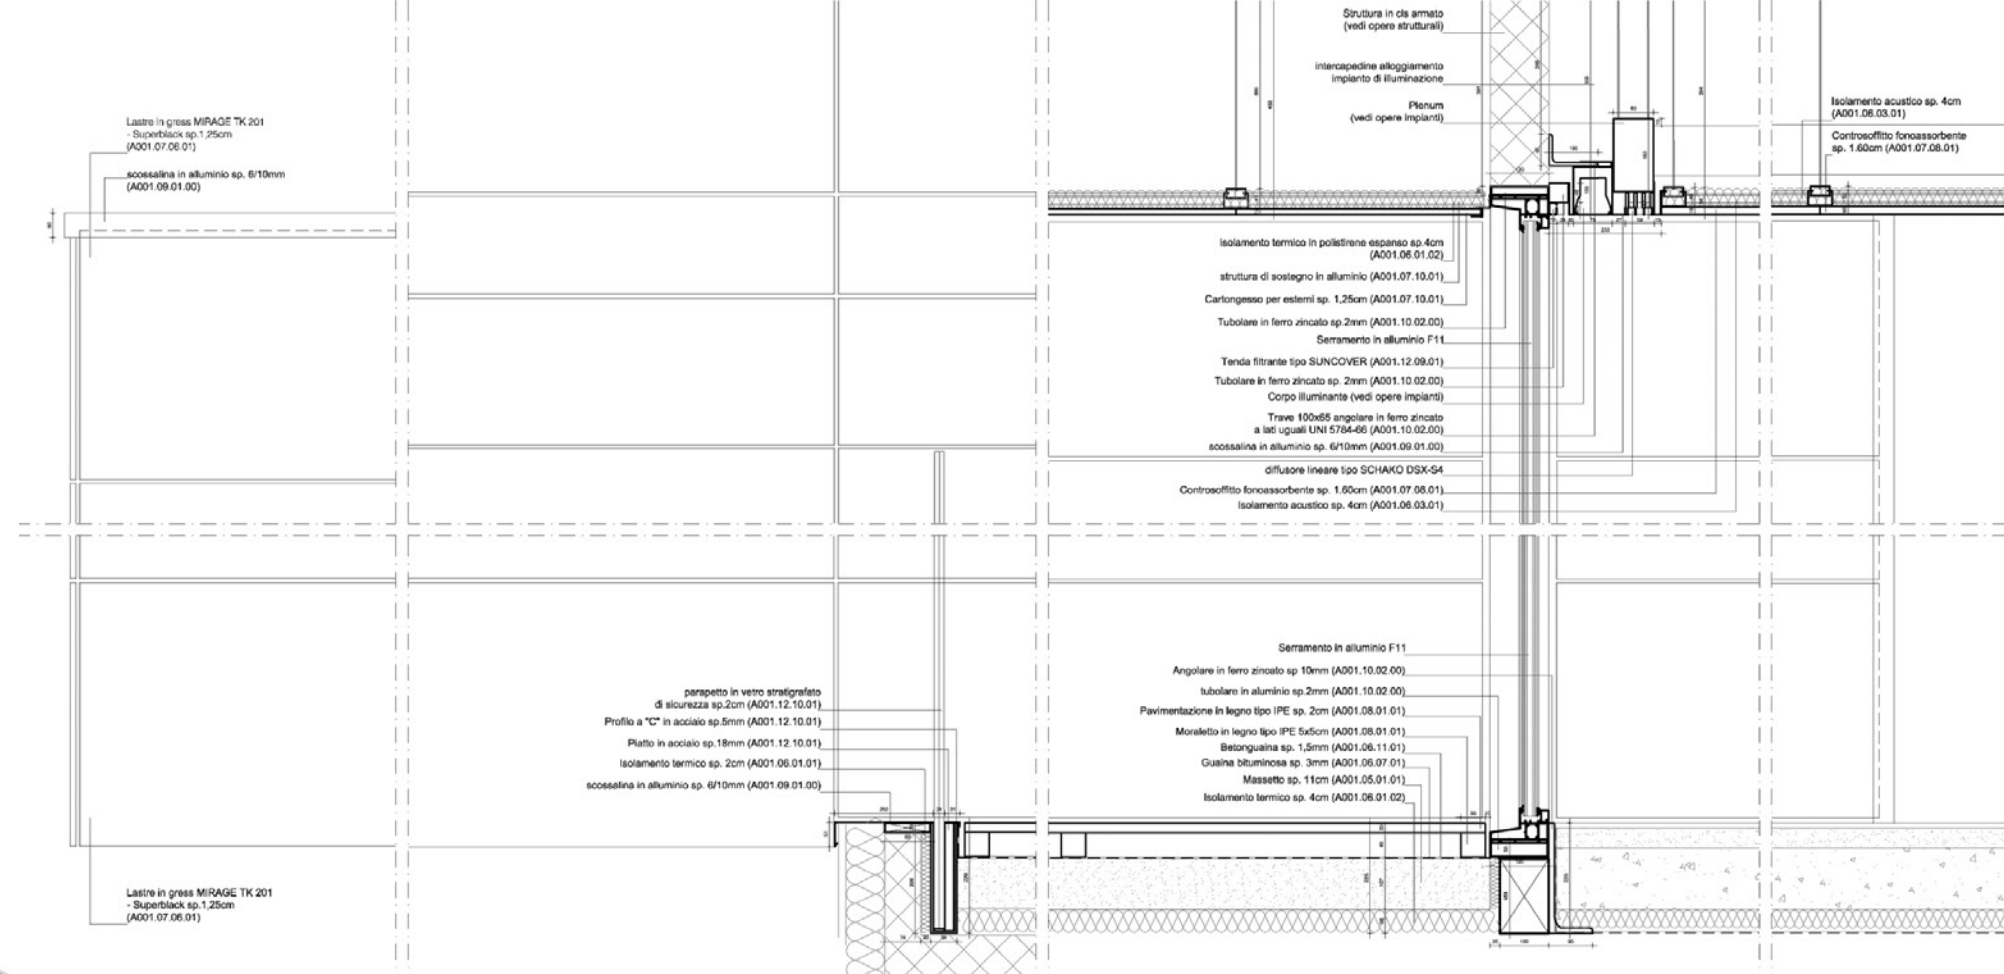 Struttura in cls armato
(vedi opere strutturali)
intercapedine alloggiamento
impianto di illuminazione
Plenum
(vedi opere impianti)
Isolamento acustico sp. 4cm
(A001.06.03.01)
Controsoffitto fonoassorbente
sp. 1.60cm (A001.07.08.01)
Lastre in gress MIRAGE TK 201
- Superblack sp.1,25cm
(A001.07.06.01)
scossalina in alluminio sp. 6/10mm
(A001.09.01.00)
Isolamento termico in polistirene espanso sp.4cm
(A001.06.01.02)
struttura di sostegno in alluminio (A001.07.10.01)
Cartongesso per esterni sp. 1,25cm (A001.07.10.01)
Tubolare in ferro zincato sp.2mm (A001.10.02.00)
Serramento in alluminio F11
Tenda filtrante tipo SUNCOVER (A001.12.09.01)
Tubolare in ferro zincato sp. 2mm (A001.10.02.00)
Corpo illuminante (vedi opere impianti)
Trave 100x65 angolare in ferro zincato
a lati uguali UNI 5784-66 (A001.10.02.00)
scossalina in alluminio sp. 6/10mm (A001.09.01.00)
diffusore lineare tipo SCHAKO DSX-S4
Controsoffitto fonoassorbente sp. 1.60cm (A001.07.08.01)
Isolamento acustico sp. 4cm (A001.06.03.01)
Serramento in alluminio F11
Angolare in ferro zincato sp 10mm (A001.10.02.00)
tubolare in aluminio sp.2mm (A001.10.02.00)
Pavimentazione in legno tipo IPE sp. 2cm (A001.08.01.01)
Moraletto in legno tipo IPE 5x5cm (A001.08.01.01)
Betonguaina sp. 1,5mm (A001.06.11.01)
Guaina bituminosa sp. 3mm (A001.06.07.01)
Massetto sp. 11cm (A001.05.01.01)
Isolamento termico sp. 4cm (A001.06.01.02)
parapetto in vetro stratigrafato
di sicurezza sp.2cm (A001.12.10.01)
Profilo a "C" in acciaio sp.5mm (A001.12.10.01)
Piatto in acciaio sp.18mm (A001.12.10.01)
Isolamento termico sp. 2cm (A001.06.01.01)
scossalina in alluminio sp. 6/10mm (A001.09.01.00)
Lastre in gress MIRAGE TK 201
- Superblack sp.1,25cm
(A001.07.06.01)